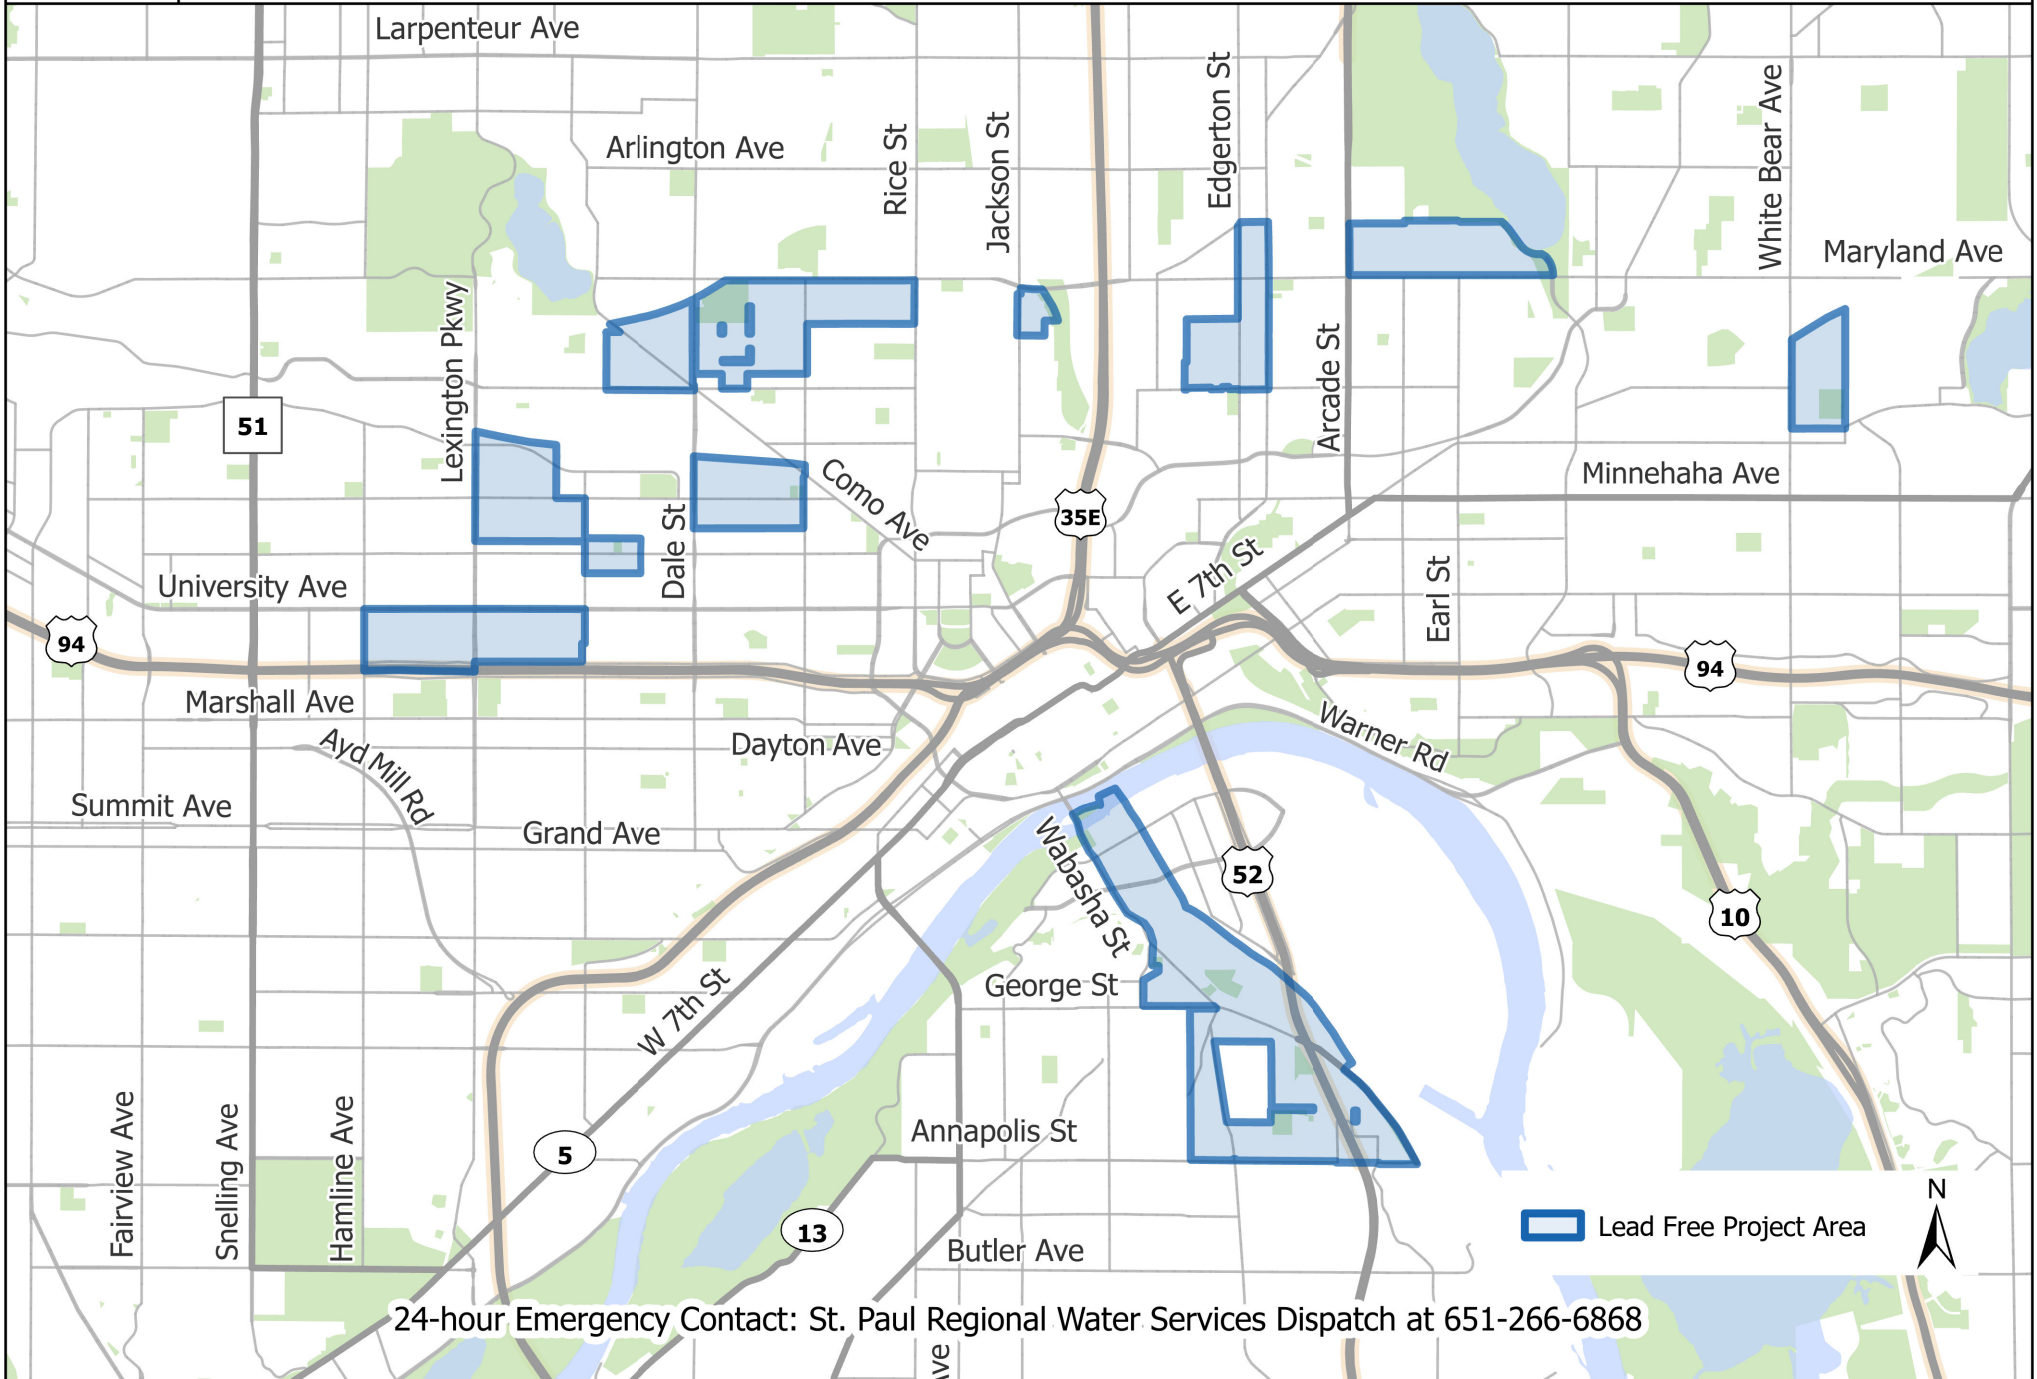 Larpenteur Ave
Arlington Ave
Rice St
Jackson St
Edgerton St
White Bear Ave
Maryland Ave
Lexington Pkwy
Arcade St
51
Como Ave
Minnehaha Ave
35E
Dale St
E 7th St
Earl St
University Ave
94
94
Marshall Ave
Ayd Mill Rd
Dayton Ave
Warner Rd
Summit Ave
Grand Ave
Wabasha St
52
10
George St
W 7th St
Fairview Ave
Snelling Ave
Hamline Ave
5
Annapolis St
13
Butler Ave
N
Lead Free Project Area
24-hour Emergency Contact: St. Paul Regional Water Services Dispatch at 651-266-6868